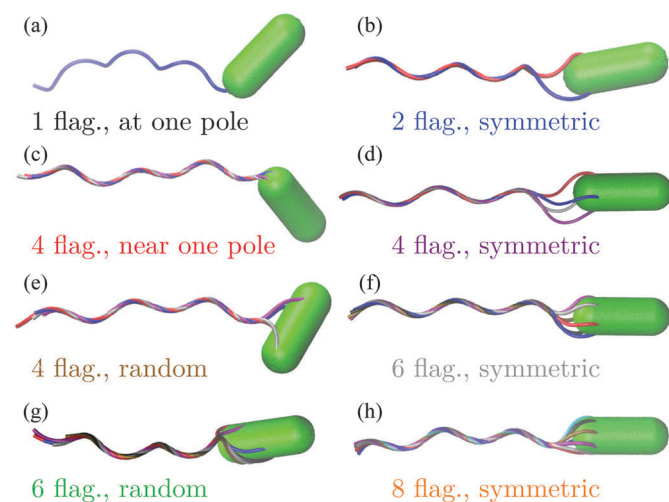 (a)
1 flag., at one pole
(b)
2 flag., symmetric
(c)
4 flag., near one pole
(d)
4 flag., symmetric
(e)
4 flag., random
(f)
6 flag., symmetric
(g)
6 flag., random
(h)
8 flag., symmetric